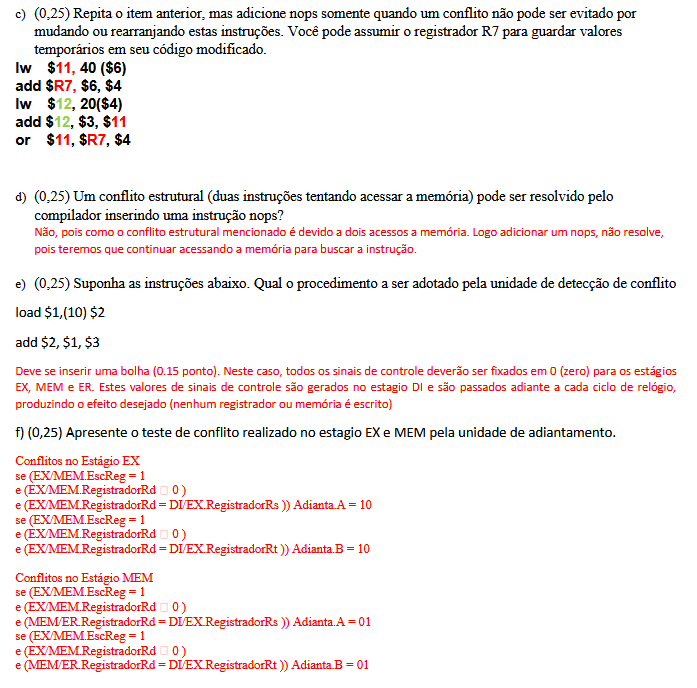 c) (0,25) Repita o item anterior, mas adicione nops somente quando um conflito não pode ser evitado por
mudando ou rearranjando estas instruções. Você pode assumir o registrador R7 para guardar valores
temporários em seu código modificado.
lw $11, 40 ($6)
add $R7, $6, $4
lw $12, 20($4)
add $12, $3, $11
or $11, $R7, $4
d) (0,25) Um conflito estrutural (duas instruções tentando acessar a memória) pode ser resolvido pelo
compilador inserindo uma instrução nops?
Não, pois como o conflito estrutural mencionado é devido a dois acessos a memória. Logo adicionar um nops, não resolve,
pois teremos que continuar acessando a memória para buscar a instrução.
e) (0,25) Suponha as instruções abaixo. Qual o procedimento a ser adotado pela unidade de detecção de conflito
load $1,(10) $2
add $2, $1, $3
Deve se inserir uma bolha (0.15 ponto). Neste caso, todos os sinais de controle deverão ser fixados em 0 (zero) para os estágios
EX, MEM e ER. Estes valores de sinais de controle são gerados no estagio DI e são passados adiante a cada ciclo de relógio,
produzindo o efeito desejado (nenhum registrador ou memória é escrito)
f) (0,25) Apresente o teste de conflito realizado no estagio EX e MEM pela unidade de adiantamento.
Conflitos no Estágio EX
se (EX/MEM.EscReg = 1
e (EX/MEM.RegistradorRd □ 0 )
e (EX/MEM.RegistradorRd = DI/EX.RegistradorRs )) Adianta.A = 10
se (EX/MEM.EscReg = 1
e (EX/MEM.RegistradorRd □ 0 )
e (EX/MEM.RegistradorRd = DI/EX.RegistradorRt )) Adianta.B = 10
Conflitos no Estágio MEM
se (EX/MEM.EscReg = 1
e (EX/MEM.RegistradorRd □ 0 )
e (MEM/ER.RegistradorRd = DI/EX.RegistradorRs )) Adianta.A = 01
se (EX/MEM.EscReg = 1
e (EX/MEM.RegistradorRd □ 0 )
e (MEM/ER.RegistradorRd = DI/EX.RegistradorRt )) Adianta.B = 01